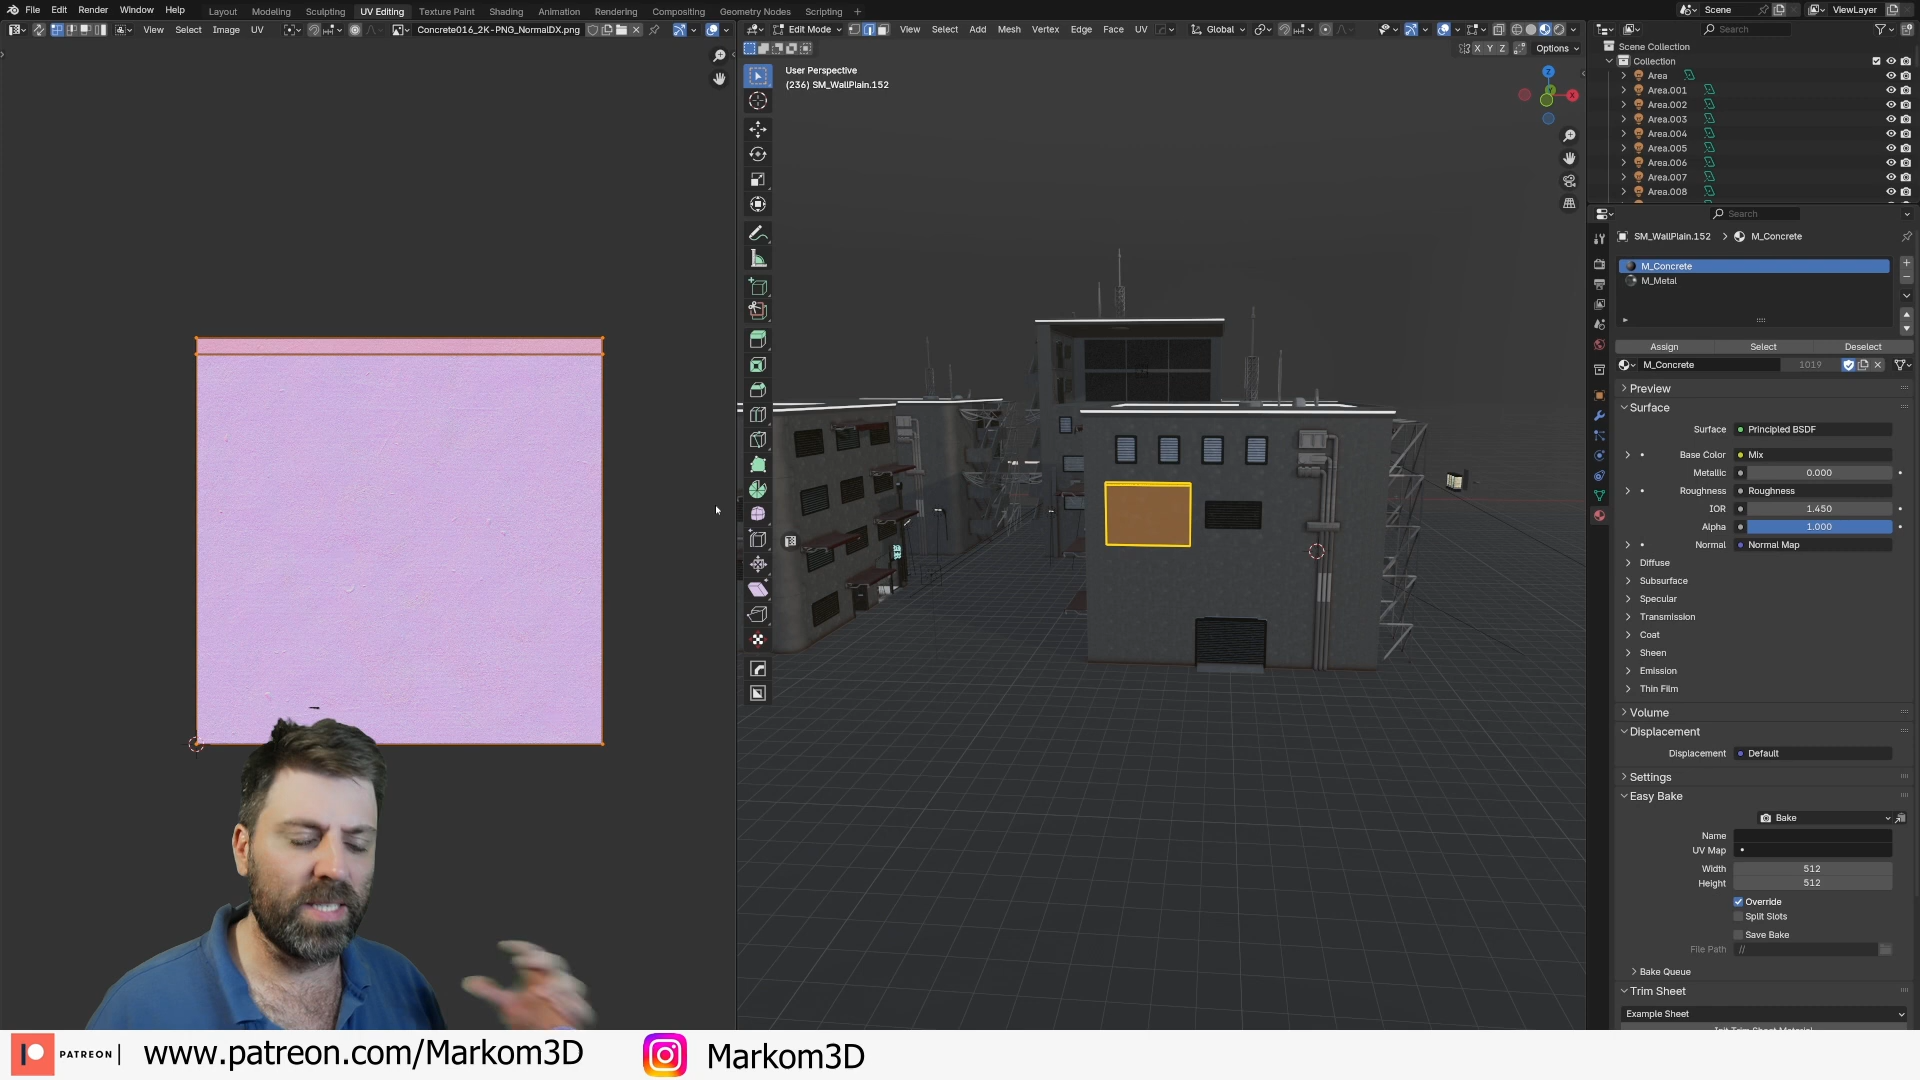 File Edit Render Window Help Layout Modeling Sculpting UV Editing Texture Paint Shading Animation Rendering Compositing Geometry Nodes Scripting + Scene ViewLayer
View Select Image UV Concrete016_2K-PNG_NormalDX.png
Edit Mode View Select Add Mesh Vertex Edge Face UV Global
X Y Z Options
User Perspective
(236) SM_WallPlain.152
Search
Scene Collection
Collection
Area
Area.001
Area.002
Area.003
Area.004
Area.005
Area.006
Area.007
Area.008
Search
SM_WallPlain.152 > M_Concrete
M_Concrete
M_Metal
Assign Select Deselect
M_Concrete 1019
Preview
Surface
Surface Principled BSDF
Base Color Mix
Metallic 0.000
Roughness Roughness
IOR 1.450
Alpha 1.000
Normal Normal Map
Diffuse
Subsurface
Specular
Transmission
Coat
Sheen
Emission
Thin Film
Volume
Displacement
Displacement Default
Settings
Easy Bake
Bake
Name
UV Map
Width 512
Height 512
Override
Split Slots
Save Bake
File Path //
Bake Queue
Trim Sheet
Example Sheet
PATREON | www.patreon.com/Markom3D Markom3D